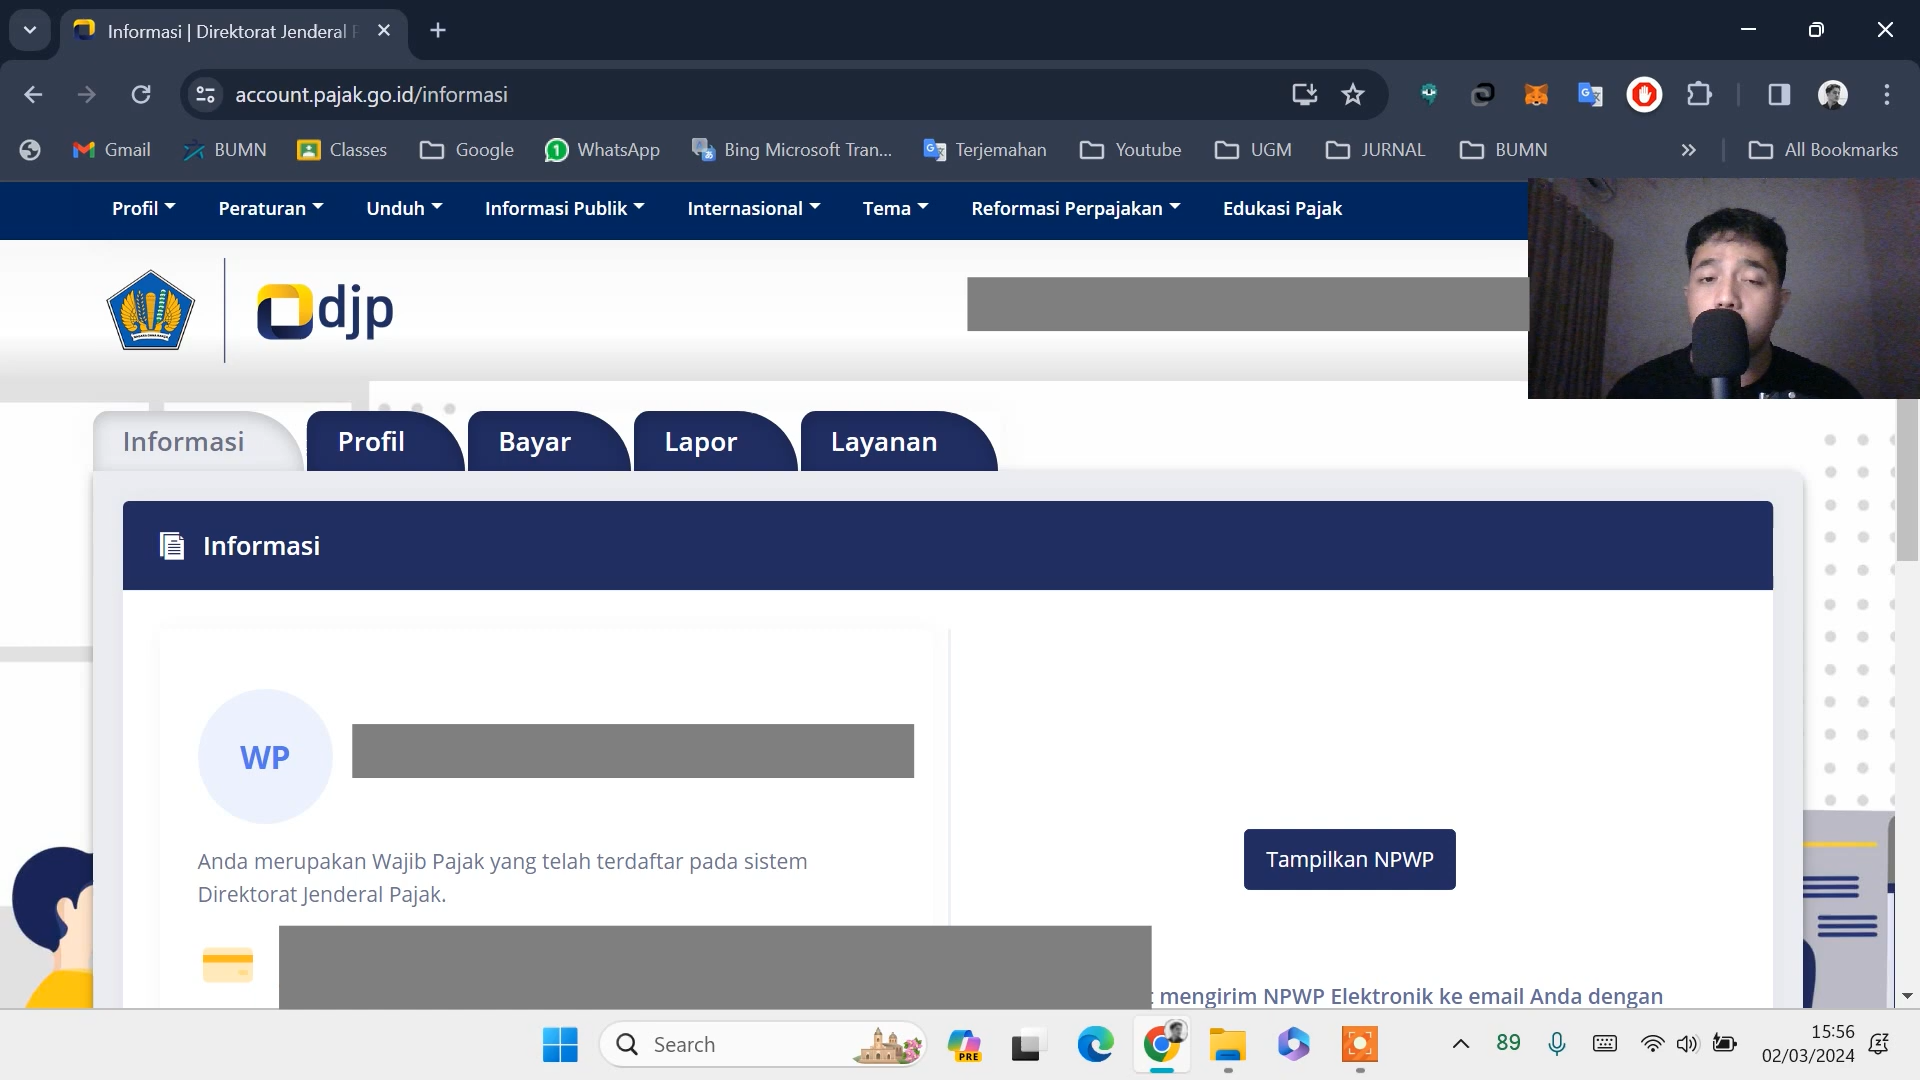 Informasi | Direktorat Jenderal P
account.pajak.go.id/informasi
Gmail
BUMN
Classes
Google
WhatsApp
Bing Microsoft Tran...
Terjemahan
Youtube
UGM
JURNAL
BUMN
All Bookmarks
Profil
Peraturan
Unduh
Informasi Publik
Internasional
Tema
Reformasi Perpajakan
Edukasi Pajak
djp
Informasi
Profil
Bayar
Lapor
Layanan
Informasi
WP
Anda merupakan Wajib Pajak yang telah terdaftar pada sistem
Direktorat Jenderal Pajak.
Tampilkan NPWP
mengirim NPWP Elektronik ke email Anda dengan
Search
PRE
89
15:56
02/03/2024